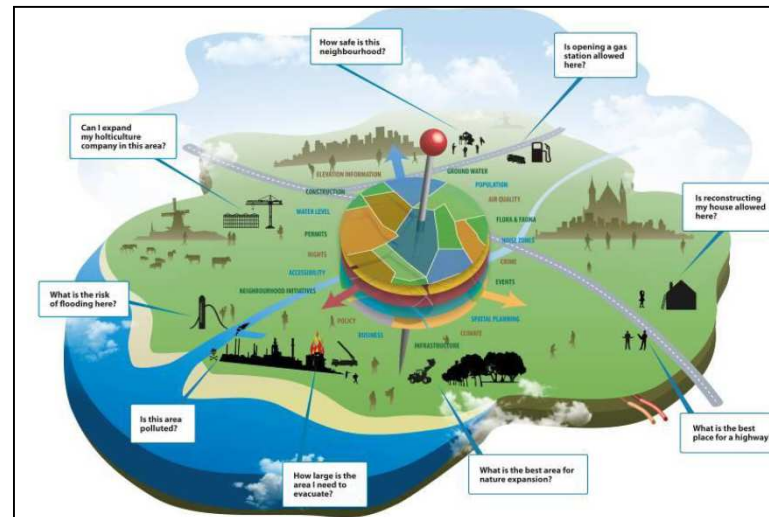 How safe is this
neighbourhood?
Is opening a gas
station allowed
here?
Can I expand
my holticulture
company in this area?
ELEVATION INFORMATION
GROUND WATER
CONSTRUCTION
POPULATION
AIR QUALITY
WATER LEVEL
FLORA & FAUNA
PERMITS
NOISE ZONES
RIGHTS
CRIME
ACCESSIBILITY
EVENTS
NEIGHBOURHOOD INITIATIVES
POLICY
SPATIAL PLANNING
BUSINESS
CLIMATE
INFRASTRUCTURE
Is reconstructing
my house allowed
here?
What is the risk
of flooding here?
Is this area
polluted?
How large is the
area I need to
evacuate?
What is the best area for
nature expansion?
What is the best
place for a highway